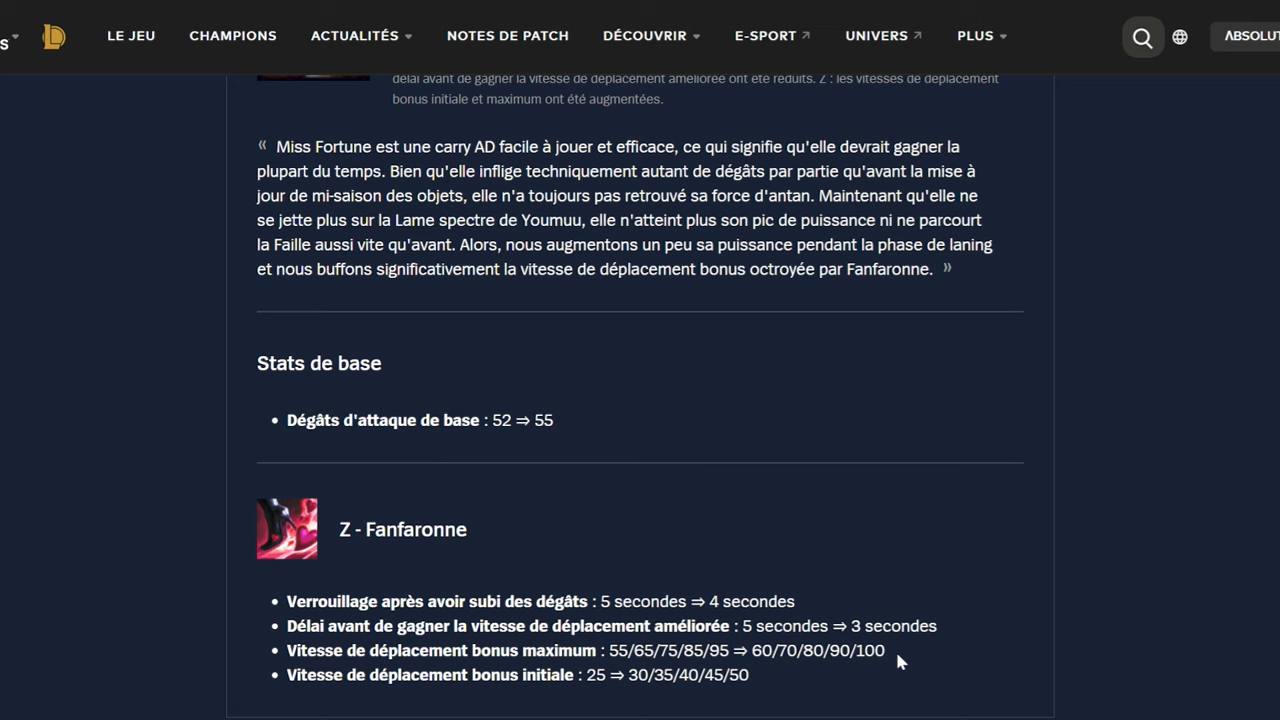 S
LE JEU CHAMPIONS ACTUALITÉS NOTES DE PATCH DÉCOUVRIR E-SPORT UNIVERS PLUS ABSOLUT
délai avant de gagner la vitesse de déplacement améliorée ont été réduits. Z : les vitesses de déplacement
bonus initiale et maximum ont été augmentées.
« Miss Fortune est une carry AD facile à jouer et efficace, ce qui signifie qu'elle devrait gagner la
plupart du temps. Bien qu'elle inflige techniquement autant de dégâts par partie qu'avant la mise à
jour de mi-saison des objets, elle n'a toujours pas retrouvé sa force d'antan. Maintenant qu'elle ne
se jette plus sur la Lame spectre de Youmuu, elle n'atteint plus son pic de puissance ni ne parcourt
la Faille aussi vite qu'avant. Alors, nous augmentons un peu sa puissance pendant la phase de laning
et nous buffons significativement la vitesse de déplacement bonus octroyée par Fanfaronne. »
Stats de base
• Dégâts d'attaque de base : 52 ⇒ 55
Z - Fanfaronne
• Verrouillage après avoir subi des dégâts : 5 secondes ⇒ 4 secondes
• Délai avant de gagner la vitesse de déplacement améliorée : 5 secondes ⇒ 3 secondes
• Vitesse de déplacement bonus maximum : 55/65/75/85/95 ⇒ 60/70/80/90/100
• Vitesse de déplacement bonus initiale : 25 ⇒ 30/35/40/45/50